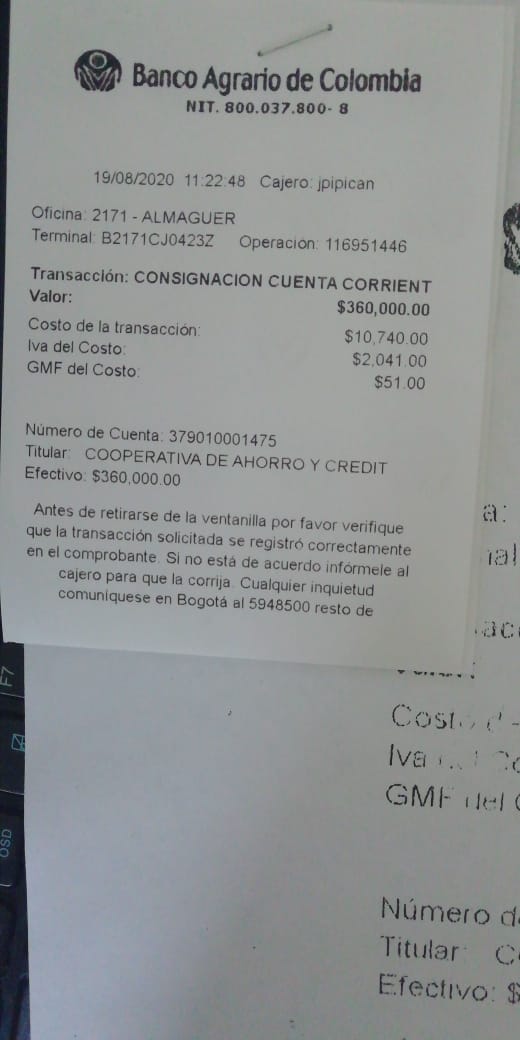 Banco Agrario de Colombia
NIT. 800.037.800- 8
19/08/2020 11:22:48 Cajero: jpipican
Oficina: 2171 - ALMAGUER
Terminal: B2171CJ0423Z Operación: 116951446
Transacción: CONSIGNACION CUENTA CORRIENT
Valor: $360,000.00
Costo de la transacción: $10,740.00
Iva del Costo: $2,041.00
GMF del Costo: $51.00
Número de Cuenta: 379010001475
Titular: COOPERATIVA DE AHORRO Y CREDIT
Efectivo: $360,000.00
Antes de retirarse de la ventanilla por favor verifique
que la transacción solicitada se registró correctamente
en el comprobante. Si no está de acuerdo infórmele al
cajero para que la corrija. Cualquier inquietud
comuníquese en Bogotá al 5948500 resto de
a:
nal
acc
Costo d
Iva
GMF del
Número d
Titular
Efectivo: $
F7
OSD